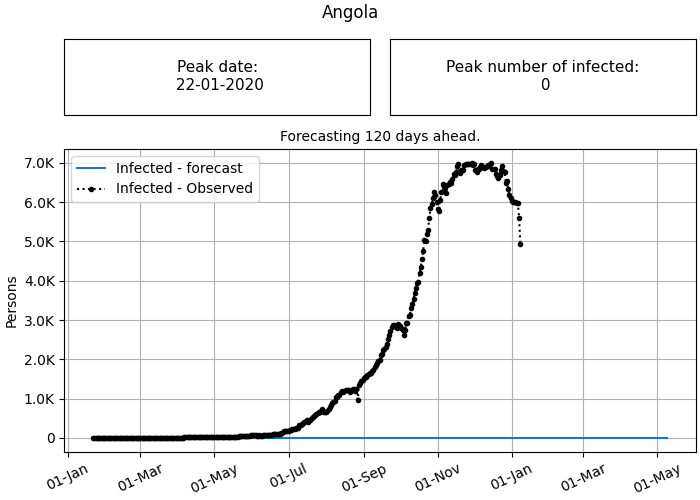 Angola
Peak date:
22-01-2020
Peak number of infected:
0
Forecasting 120 days ahead.
Infected - forecast
Infected - Observed
7.0K
6.0K
5.0K
4.0K
3.0K
2.0K
1.0K
0
Persons
01-Jan 01-Mar 01-May 01-Jul 01-Sep 01-Nov 01-Jan 01-Mar 01-May